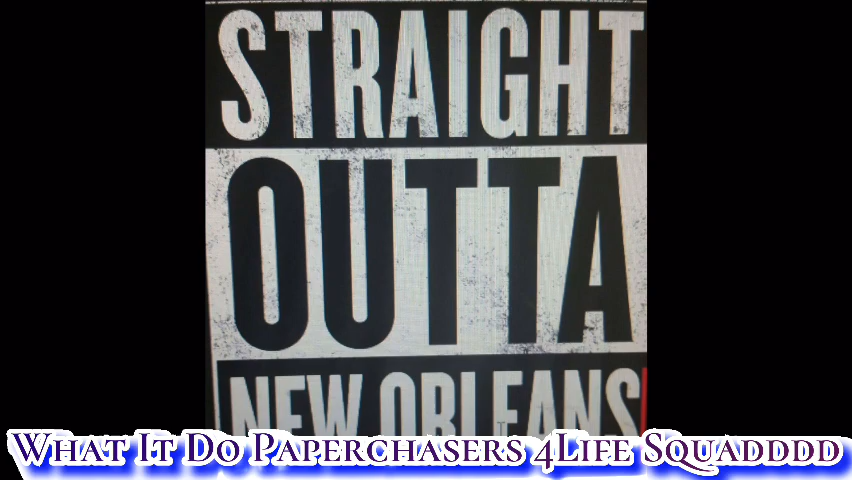 STRAIGHT
OUTTA
NEW ORLEANS
What It Do Paperchasers 4Life Squadddd